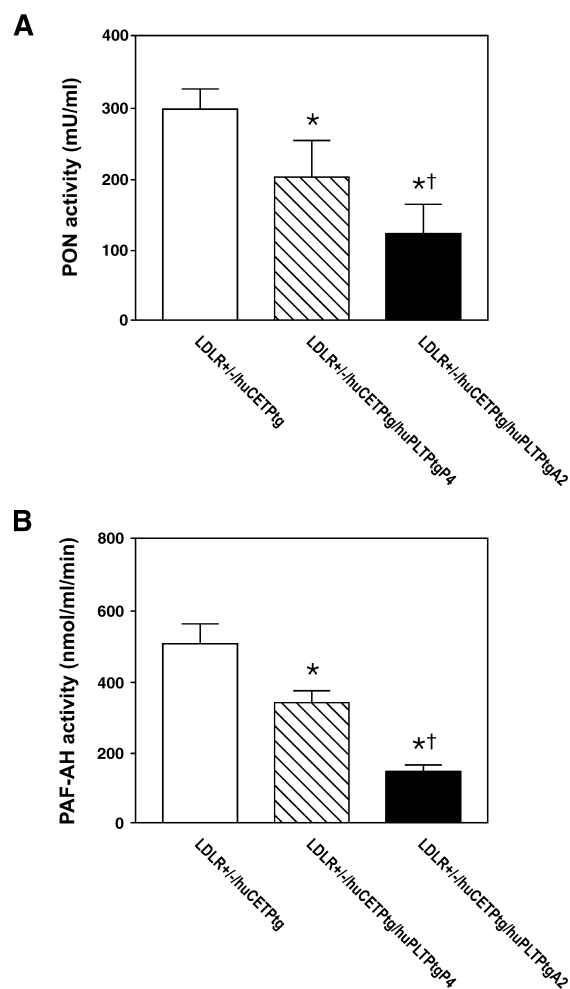 A
PON activity (mU/ml)
400
300
200
100
0
*
*†
LDLR+/-/huCETPtg
LDLR+/-/huCETPtg/huPLTPtgP4
LDLR+/-/huCETPtg/huPLTPtgA2
B
PAF-AH activity (nmol/ml/min)
800
600
400
200
0
*
*†
LDLR+/-/huCETPtg
LDLR+/-/huCETPtg/huPLTPtgP4
LDLR+/-/huCETPtg/huPLTPtgA2